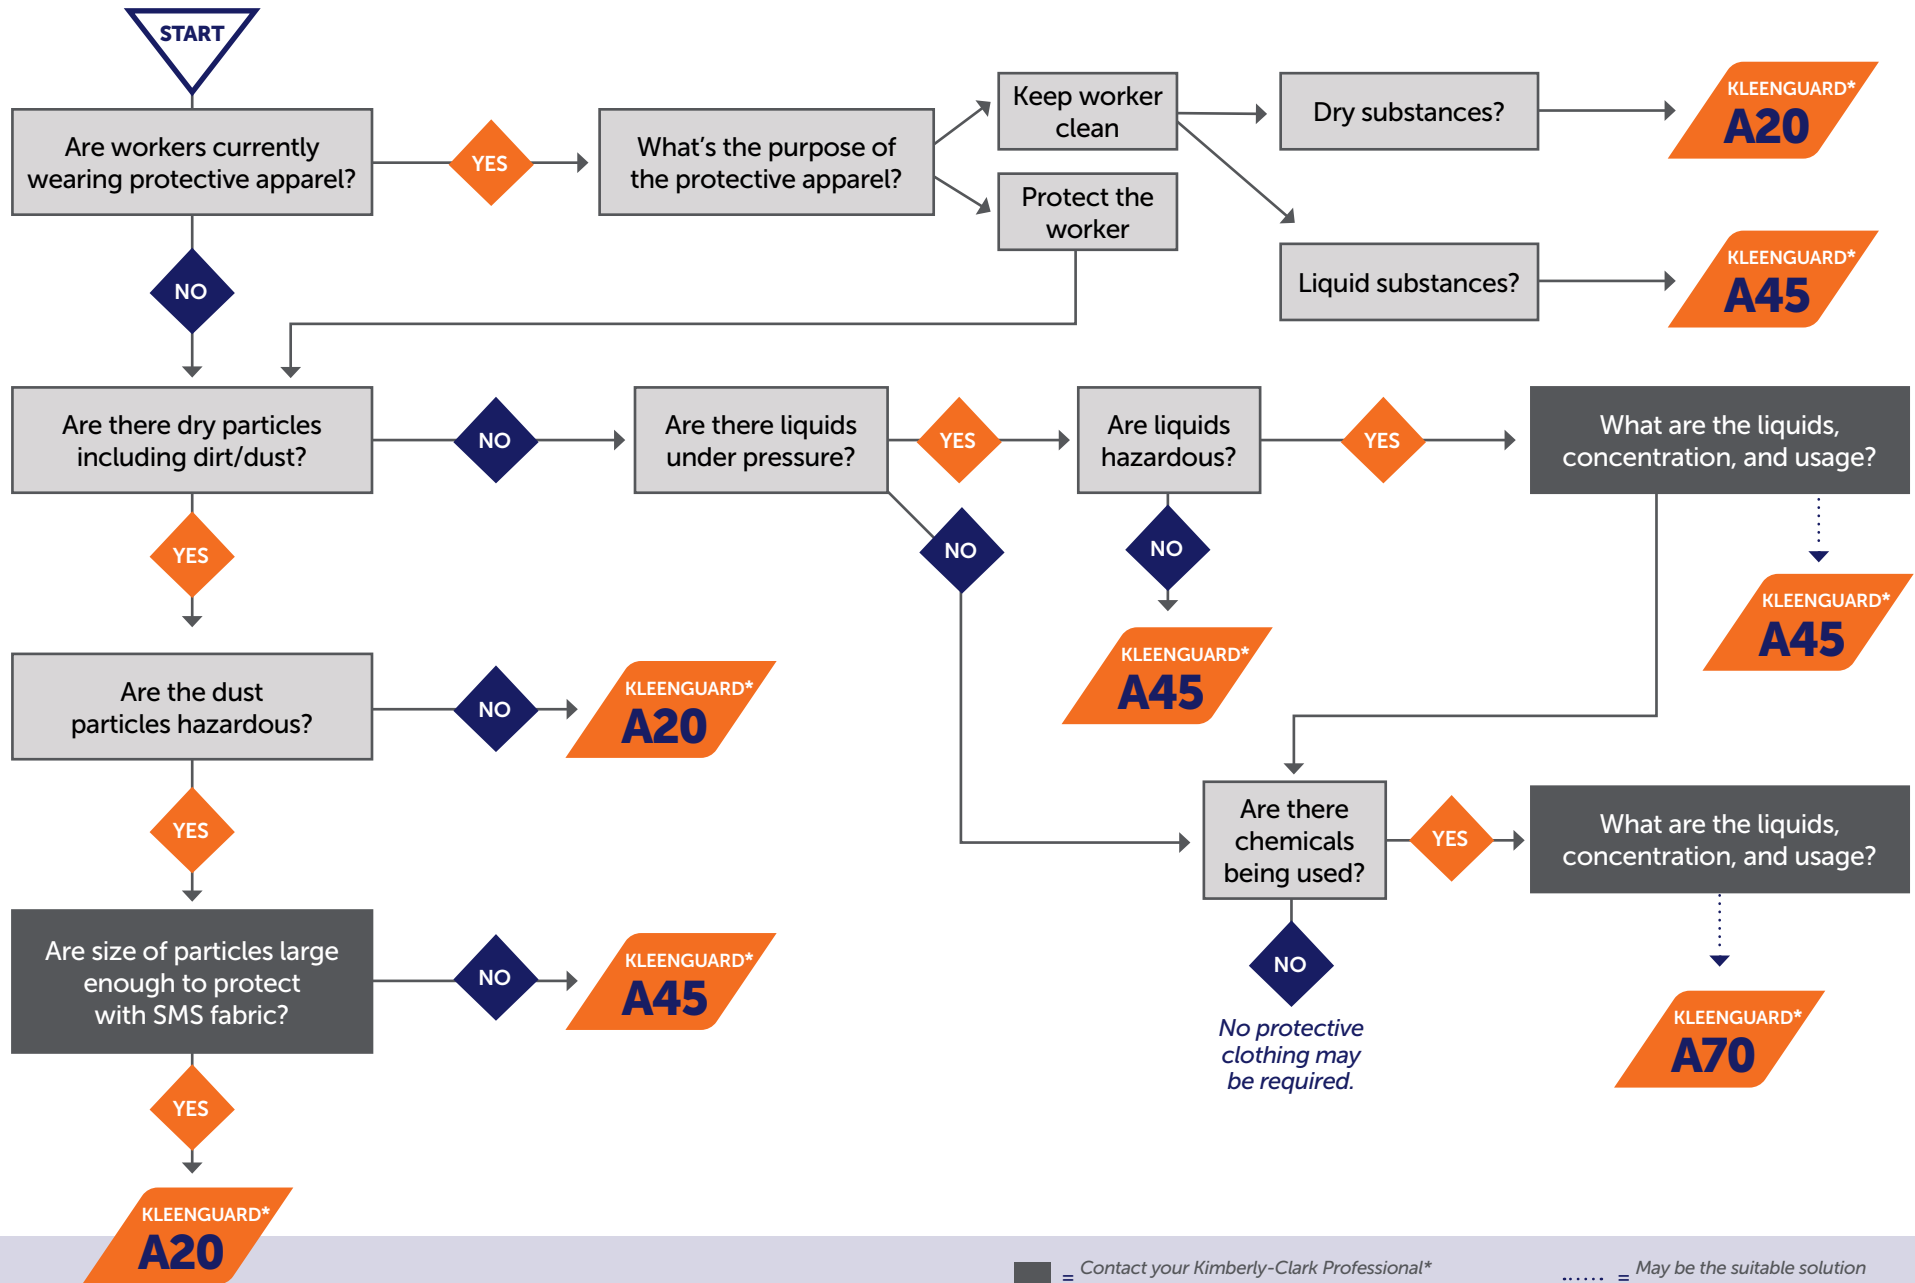 START
Are workers currently
wearing protective apparel?
YES
What's the purpose of
the protective apparel?
Keep worker
clean
Protect the
worker
Dry substances?
KLEENGUARD*
A20
Liquid substances?
KLEENGUARD*
A45
NO
Are there dry particles
including dirt/dust?
NO
Are there liquids
under pressure?
YES
Are liquids
hazardous?
YES
What are the liquids,
concentration, and usage?
YES
NO
NO
KLEENGUARD*
A45
KLEENGUARD*
A45
Are the dust
particles hazardous?
NO
KLEENGUARD*
A20
YES
Are there
chemicals
being used?
YES
What are the liquids,
concentration, and usage?
Are size of particles large
enough to protect
with SMS fabric?
NO
KLEENGUARD*
A45
NO
No protective
clothing may
be required.
KLEENGUARD*
A70
YES
KLEENGUARD*
A20
= Contact your Kimberly-Clark Professional*
= May be the suitable solution